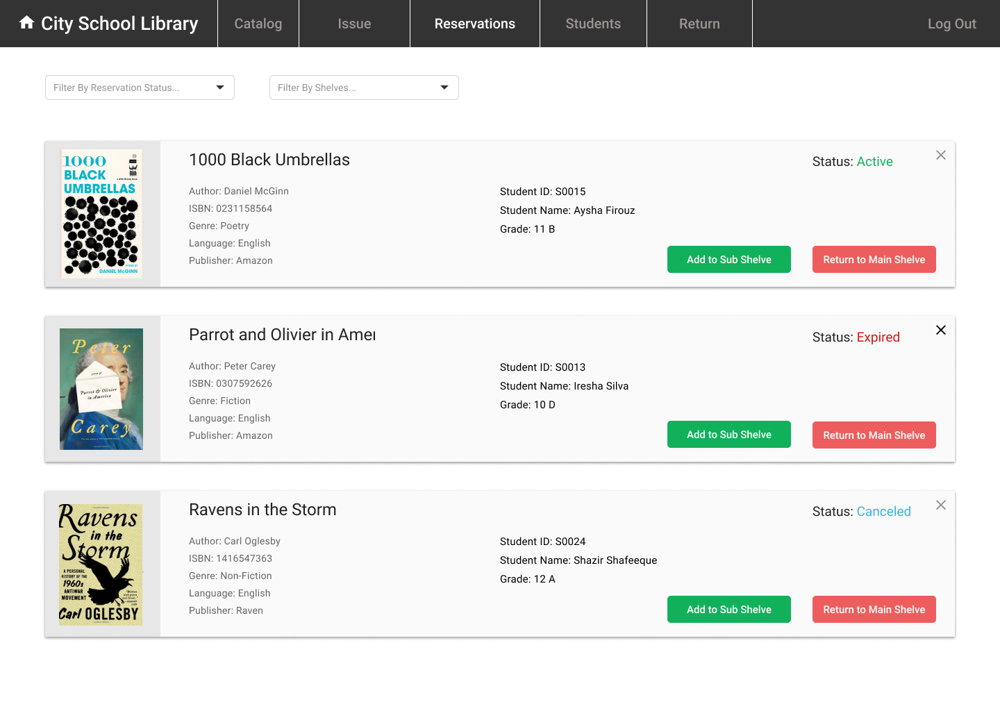 City School Library
Catalog
Issue
Reservations
Students
Return
Log Out
Filter By Reservation Status...
Filter By Shelves...
1000
BLACK
UMBRELLAS
POEMS BY
DANIEL McGINN
1000 Black Umbrellas
Author: Daniel McGinn
ISBN: 0231158564
Genre: Poetry
Language: English
Publisher: Amazon
Student ID: S0015
Student Name: Aysha Firouz
Grade: 11 B
Status: Active
Add to Sub Shelve
Return to Main Shelve
Peter
Parrot & Olivier
in America
Carey
Parrot and Olivier in Amer
Author: Peter Carey
ISBN: 0307592626
Genre: Fiction
Language: English
Publisher: Amazon
Student ID: S0013
Student Name: Iresha Silva
Grade: 10 D
Status: Expired
Add to Sub Shelve
Return to Main Shelve
Ravens
in the
Storm
A PERSONAL
HISTORY OF THE
1960s
ANTIWAR
MOVEMENT
Carl OGLESBY
Ravens in the Storm
Author: Carl Oglesby
ISBN: 1416547363
Genre: Non-Fiction
Language: English
Publisher: Raven
Student ID: S0024
Student Name: Shazir Shafeeque
Grade: 12 A
Status: Canceled
Add to Sub Shelve
Return to Main Shelve